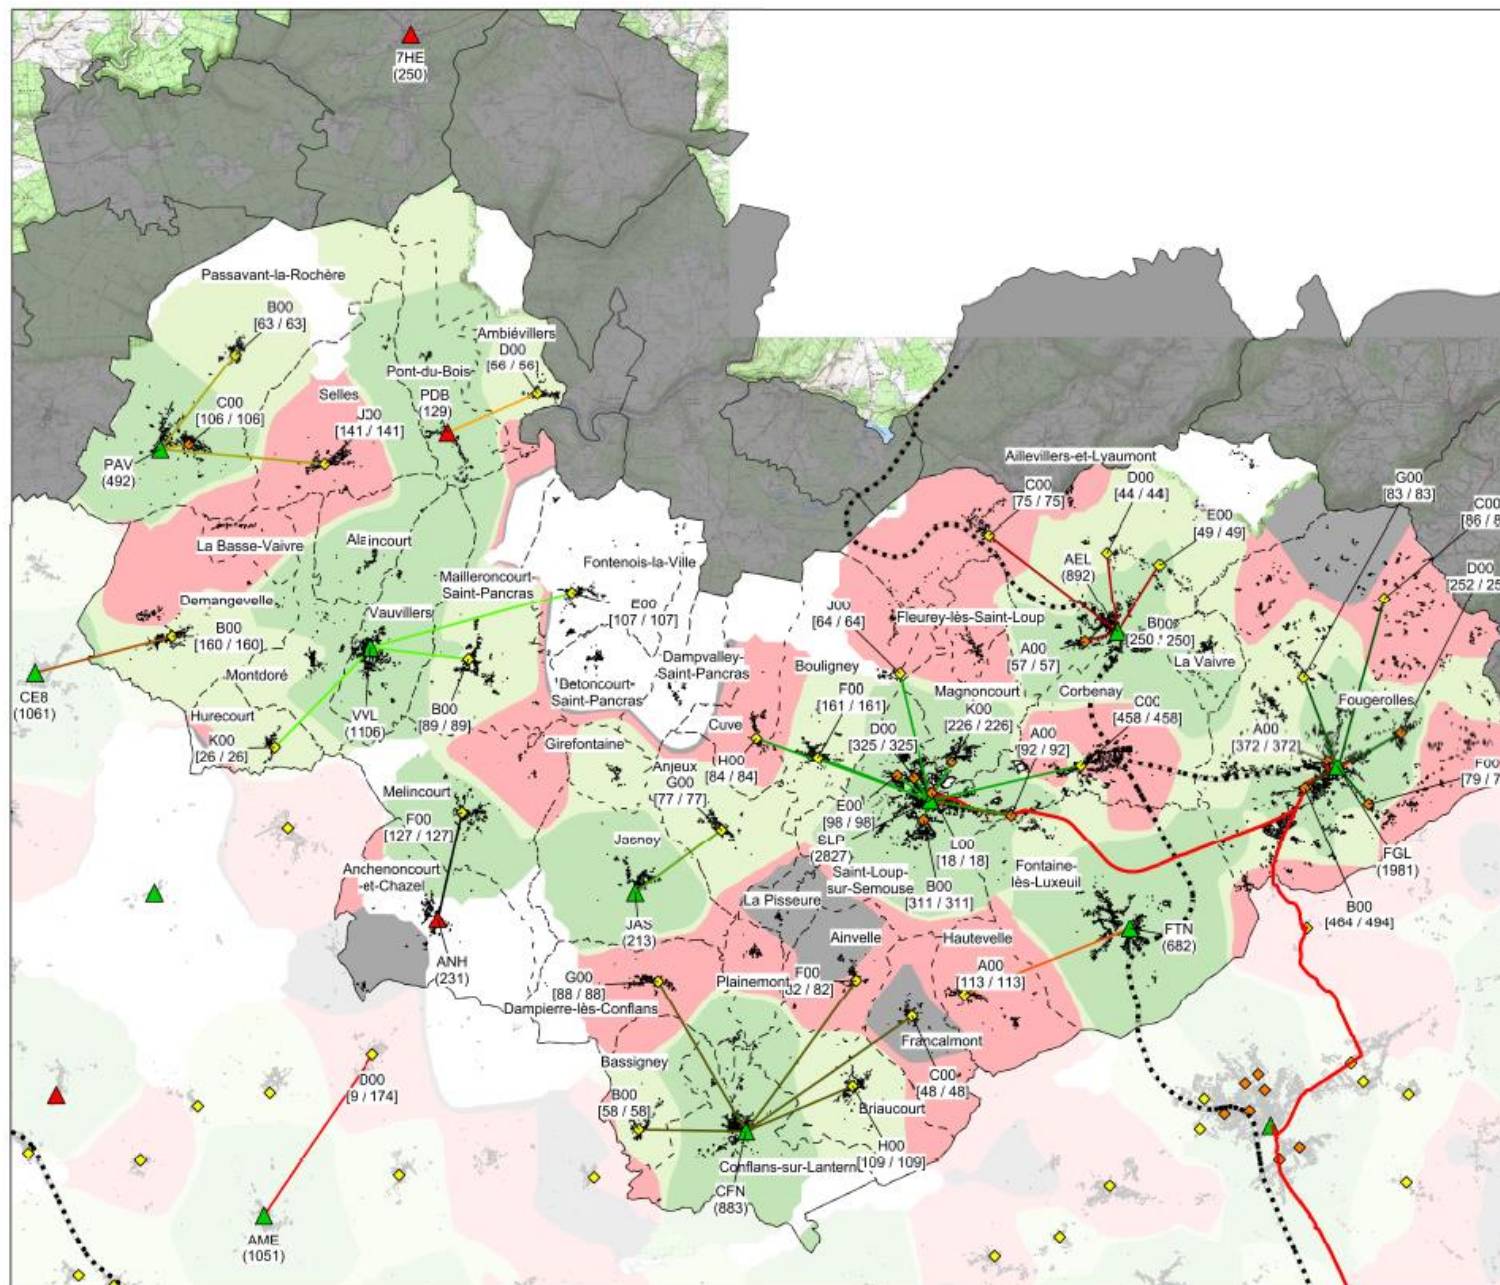 7HE
(250)
Passavant-la-Rochère
B00
[63 / 63]
Ambiévillers
D00
[56 / 56]
Pont-du-Bois
PDB
(129)
Selles
J00
[141 / 141]
C00
[106 / 106]
PAV
(492)
La Basse-Vaivre
Alaincourt
Mailleroncourt-
Saint-Pancras
Fontenois-la-Ville
E00
[107 / 107]
Demangevelle
B00
[160 / 160]
Vauvillers
CE8
(1061)
Montdoré
Hurecourt
K00
[26 / 26]
VVL
(1106)
B00
[89 / 89]
Betoncourt-
Saint-Pancras
Dampvalley-
Saint-Pancras
Girefontaine
Cuve
H00
[84 / 84]
Anjeux
G00
[77 / 77]
Bouligney
F00
[161 / 161]
J00
[64 / 64]
Fleurey-lès-Saint-Loup
Aillevillers-et-Lyaumont
C00
[75 / 75]
D00
[44 / 44]
E00
[49 / 49]
AEL
(892)
B00
[250 / 250]
A00
[57 / 57]
La Vaivre
Corbenay
C00
[458 / 458]
Magnoncourt
K00
[226 / 226]
D00
[325 / 325]
A00
[92 / 92]
G00
[83 / 83]
C00
D00
Fougerolles
A00
[372 / 372]
F00
FGL
(1981)
B00
[464 / 494]
E00
[98 / 98]
SLP
(2827)
L00
[18 / 18]
Saint-Loup-
sur-Semouse
B00
[311 / 311]
Fontaine-
lès-Luxeuil
FTN
(682)
Melincourt
F00
[127 / 127]
Anchenoncourt
-et-Chazel
ANH
(231)
Jasney
JAS
(213)
La Pisseure
Ainvelle
Hautevelle
A00
[113 / 113]
G00
[88 / 88]
Dampierre-lès-Conflans
Plainemont
F00
Francalmont
C00
[48 / 48]
Bassigney
B00
[58 / 58]
Briaucourt
H00
[109 / 109]
Conflans-sur-Lantern
CFN
(883)
D00
[9 / 174]
AME
(1051)